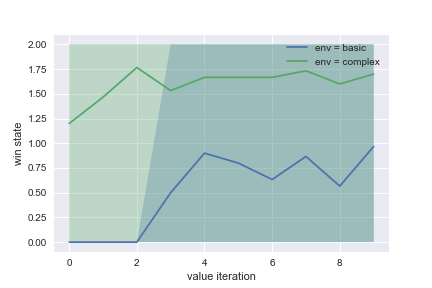 2.00
1.75
1.50
1.25
1.00
0.75
0.50
0.25
0.00
win state
env = basic
env = complex
0 2 4 6 8
value iteration